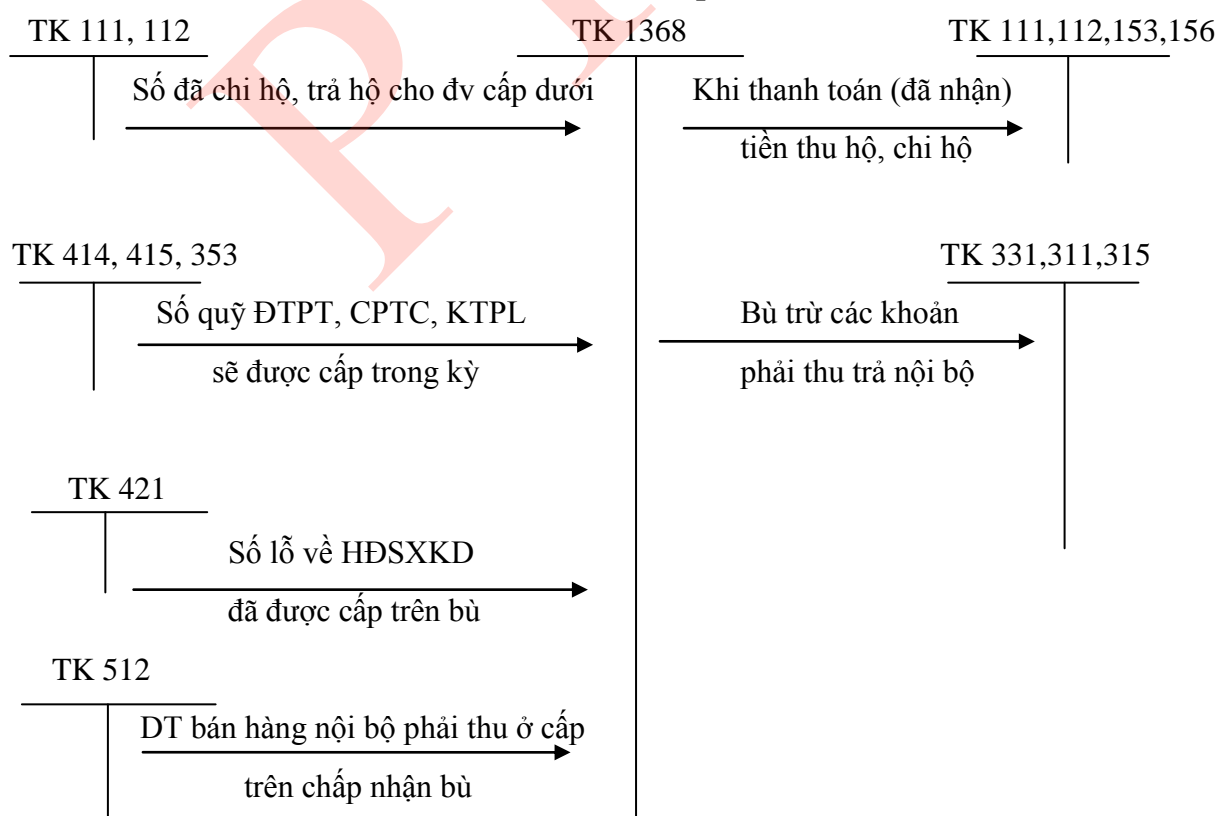 TK 111, 112
TK 1368
TK 111,112,153,156
Số đã chi hộ, trả hộ cho đv cấp dưới
Khi thanh toán (đã nhận)
tiền thu hộ, chi hộ
TK 414, 415, 353
TK 331,311,315
Số quỹ ĐTPT, CPTC, KTPL
sẽ được cấp trong kỳ
Bù trừ các khoản
phải thu trả nội bộ
TK 421
Số lỗ về HĐSXKD
đã được cấp trên bù
TK 512
DT bán hàng nội bộ phải thu ở cấp
trên chấp nhận bù